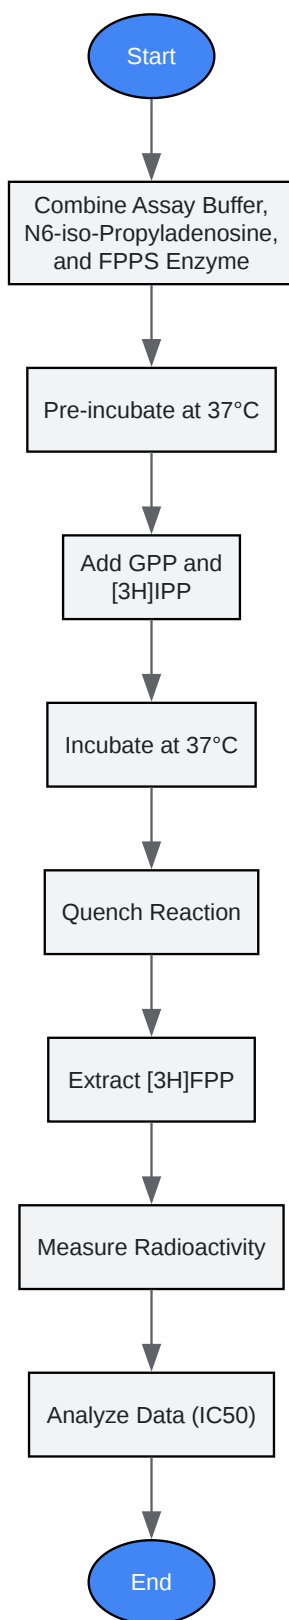 Start
Combine Assay Buffer,
N6-iso-Propyladenosine,
and FPPS Enzyme
Pre-incubate at 37°C
Add GPP and
[3H]IPP
Incubate at 37°C
Quench Reaction
Extract [3H]FPP
Measure Radioactivity
Analyze Data (IC50)
End